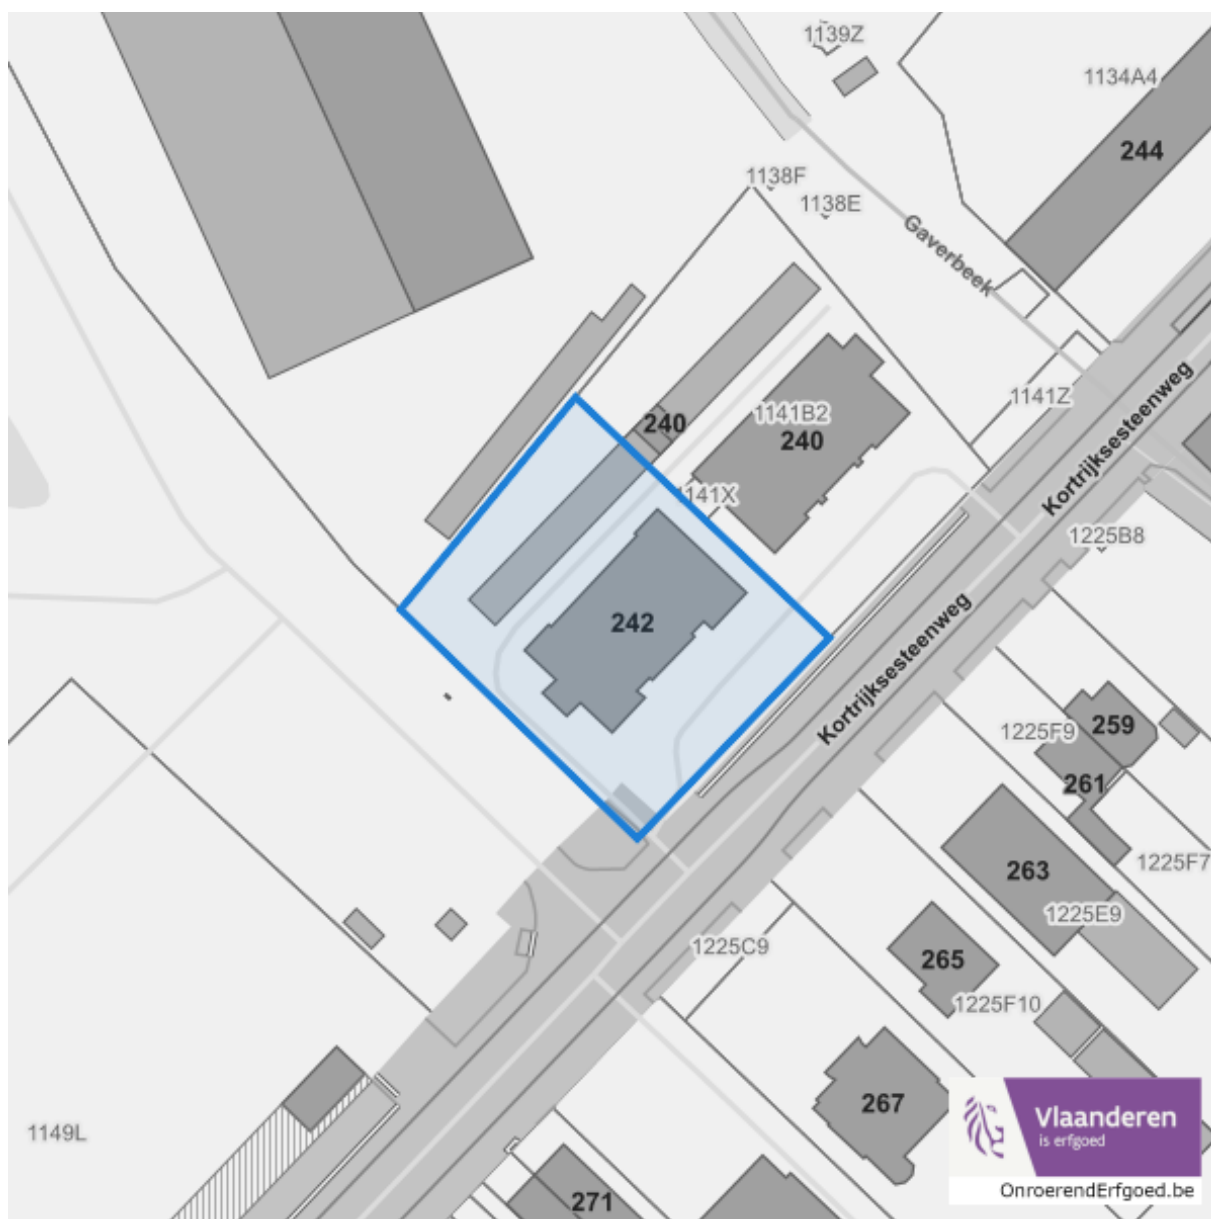 1139Z
1134A4
244
1138F
1138E
Gaverbeek
1141Z
240
1141B2
240
Kortrijksesteenweg
1141X
1225B8
242
Kortrijksesteenweg
259
1225F9
261
263
1225F7
1225E9
1225C9
265
1225F10
267
1149L
271
Vlaanderen
is erfgoed
OnroerendErfgoed.be